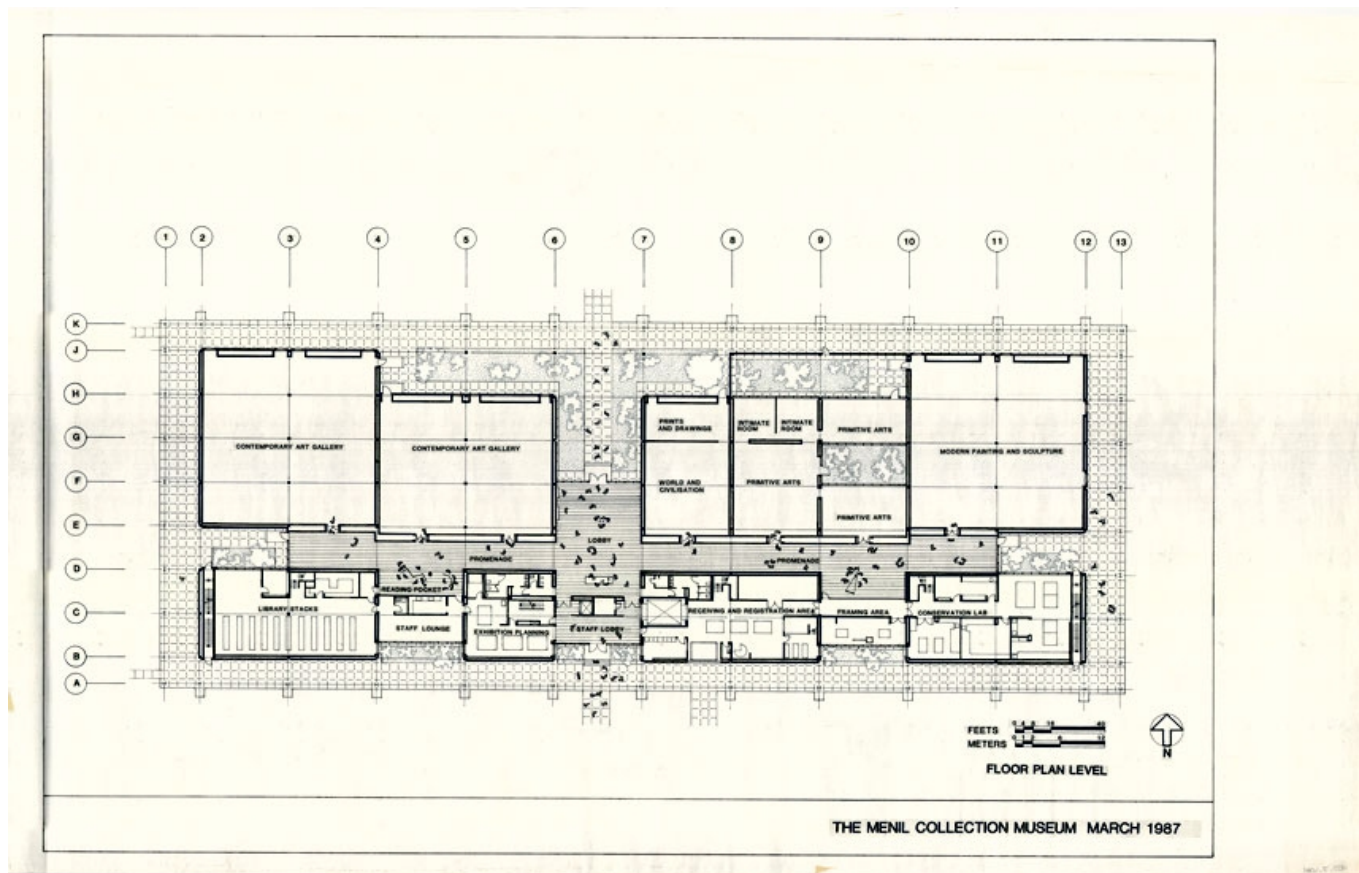 1 2 3 4 5 6 7 8 9 10 11 12 13
K
J
H
G
F
E
D
C
B
A
CONTEMPORARY ART GALLERY
CONTEMPORARY ART GALLERY
PRINTS
AND DRAWINGS
WORLD AND
CIVILISATION
INTIMATE
ROOM
INTIMATE
ROOM
PRIMITIVE ARTS
PRIMITIVE ARTS
PRIMITIVE ARTS
MODERN PAINTING AND SCULPTURE
LOBBY
PROMENADE
PROMENADE
READING POCKET
LIBRARY STACKS
STAFF LOUNGE
EXHIBITION PLANNING
STAFF LOBBY
RECEIVING AND REGISTRATION AREA
FRAMING AREA
CONSERVATION LAB
FEETS
METERS
N
FLOOR PLAN LEVEL
THE MENIL COLLECTION MUSEUM MARCH 1987